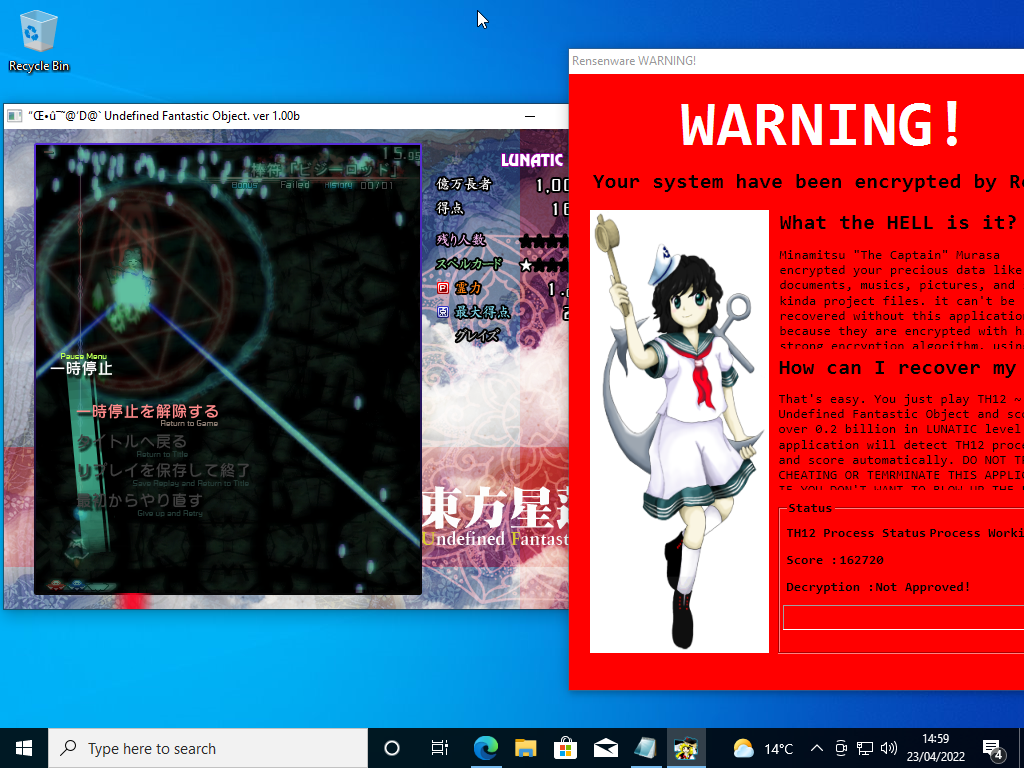 Recycle Bin
“Œ•û¯˜@‘D@` Undefined Fantastic Object. ver 1.00b
15.
棒符「ビジーロッド」
Bonus Failed History 00/01
Pause Menu
一時停止
一時停止を解除する
Return to Game
タイトルへ戻る
Return to Title
リプレイを保存して終了
Save Replay and Return to Title
最初からやり直す
Give up and Retry
LUNATIC
億万長者 1,00
得点 16
残り人数
スペルカード
霊力 1.
最大得点
グレイズ
東方星
Undefined Fantast
Rensenware WARNING!
WARNING!
Your system have been encrypted by Re
What the HELL is it?
Minamitsu "The Captain" Murasa
encrypted your precious data like
documents, musics, pictures, and
kinda project files. it can't be
recovered without this application
because they are encrypted with h
strong encryption algorithm, using
How can I recover my
That's easy. You just play TH12 ~
Undefined Fantastic Object and sco
over 0.2 billion in LUNATIC level.
application will detect TH12 proce
and score automatically. DO NOT T
CHEATING OR TEMRMINATE THIS APPLIC
IF YOU DON'T WANT TO BLOW UP THE
Status
TH12 Process Status Process Worki
Score : 162720
Decryption : Not Approved!
Type here to search
14°C
14:59
23/04/2022
4